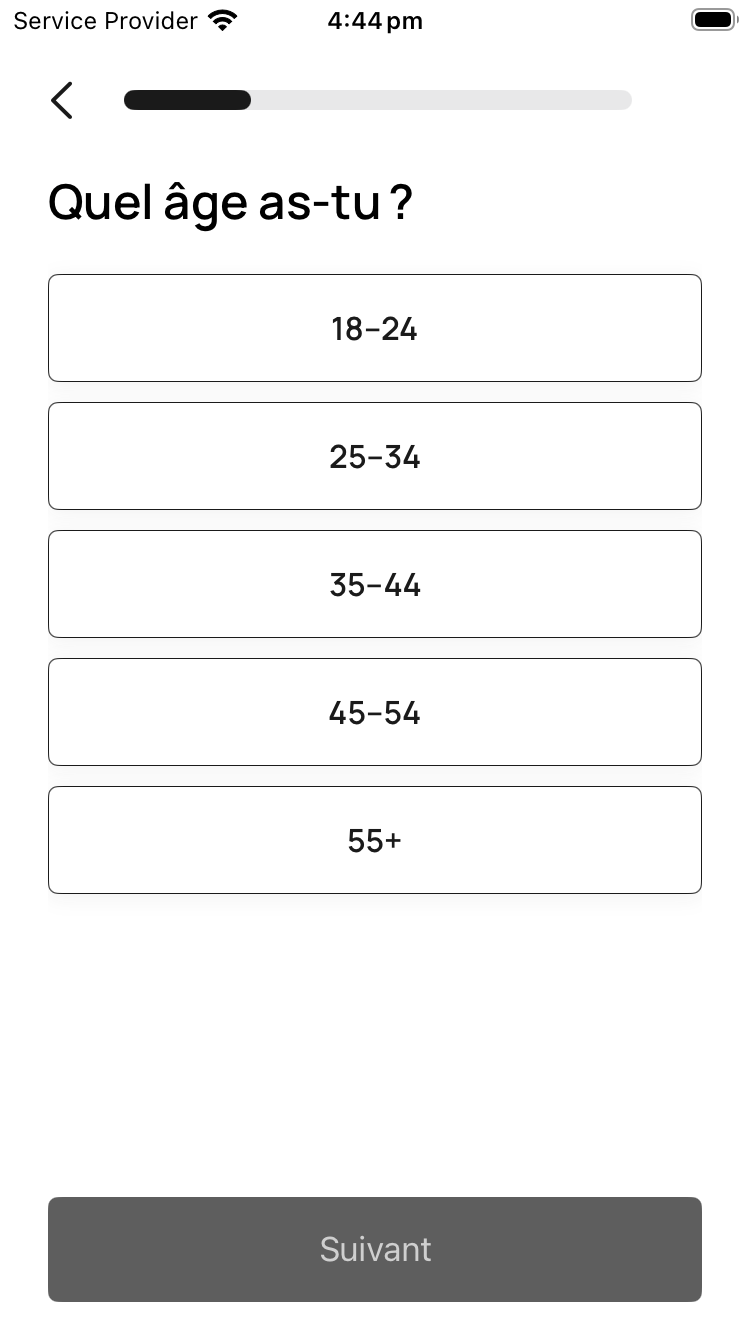 Service Provider 4:44 pm
Quel âge as-tu ?
18–24
25–34
35–44
45–54
55+
Suivant